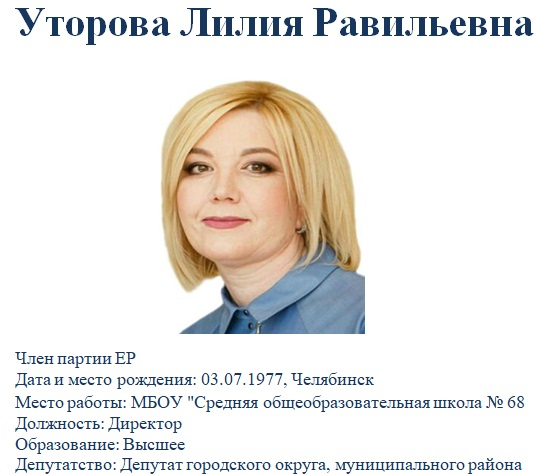 Уторова Лилия Равильевна
Член партии ЕР
Дата и место рождения: 03.07.1977, Челябинск
Место работы: МБОУ "Средняя общеобразовательная школа № 68
Должность: Директор
Образование: Высшее
Депутатство: Депутат городского округа, муниципального района